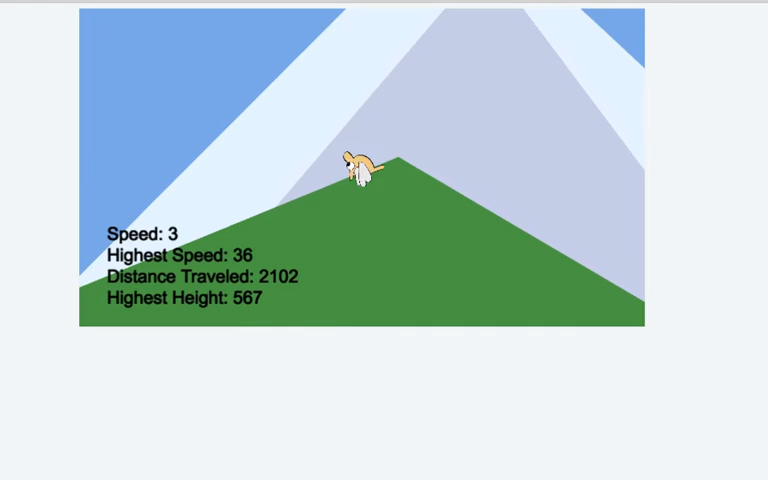 Speed: 3
Highest Speed: 36
Distance Traveled: 2102
Highest Height: 567